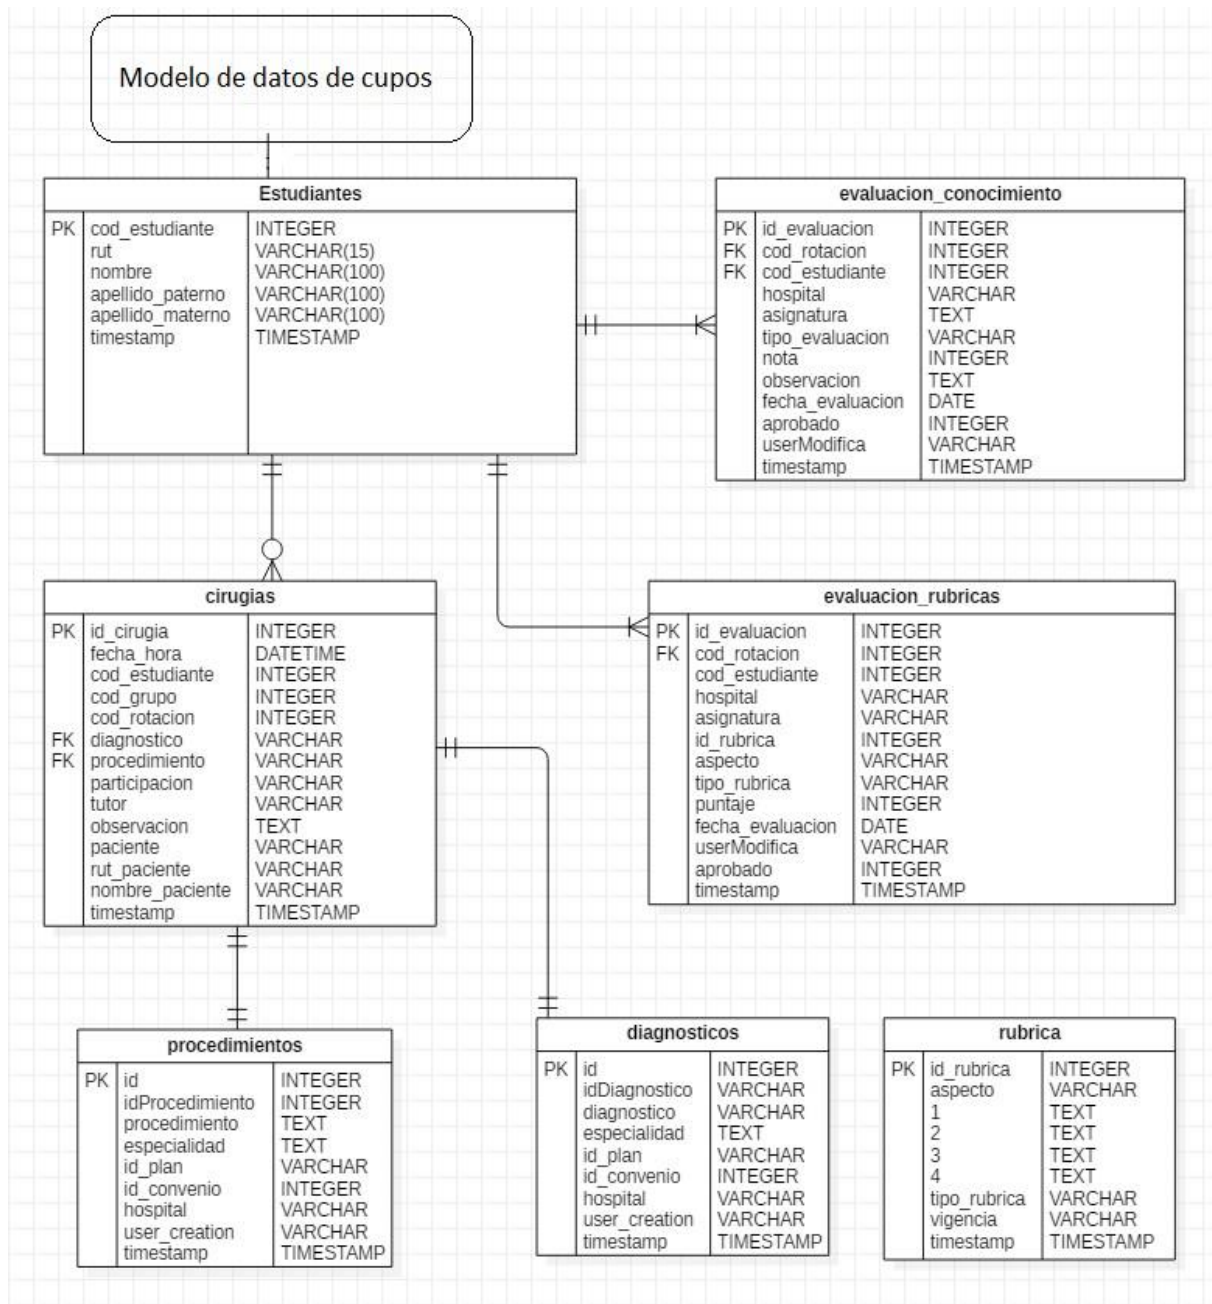 Modelo de datos de cupos
Estudiantes
PK cod_estudiante INTEGER
rut VARCHAR(15)
nombre VARCHAR(100)
apellido_paterno VARCHAR(100)
apellido_materno VARCHAR(100)
timestamp TIMESTAMP
evaluacion_conocimiento
PK id_evaluacion INTEGER
FK cod_rotacion INTEGER
FK cod_estudiante INTEGER
hospital VARCHAR
asignatura TEXT
tipo_evaluacion VARCHAR
nota INTEGER
observacion TEXT
fecha_evaluacion DATE
aprobado INTEGER
userModifica VARCHAR
timestamp TIMESTAMP
cirugias
PK id_cirugia INTEGER
fecha_hora DATETIME
cod_estudiante INTEGER
cod_grupo INTEGER
cod_rotacion INTEGER
FK diagnostico VARCHAR
FK procedimiento VARCHAR
participacion VARCHAR
tutor VARCHAR
observacion TEXT
paciente VARCHAR
rut_paciente VARCHAR
nombre_paciente VARCHAR
timestamp TIMESTAMP
evaluacion_rubricas
PK id_evaluacion INTEGER
FK cod_rotacion INTEGER
cod_estudiante INTEGER
hospital VARCHAR
asignatura VARCHAR
id_rubrica INTEGER
aspecto VARCHAR
tipo_rubrica VARCHAR
puntaje INTEGER
fecha_evaluacion DATE
userModifica VARCHAR
aprobado INTEGER
timestamp TIMESTAMP
procedimientos
PK id INTEGER
idProcedimiento INTEGER
procedimiento TEXT
especialidad TEXT
id_plan VARCHAR
id_convenio INTEGER
hospital VARCHAR
user_creation VARCHAR
timestamp TIMESTAMP
diagnosticos
PK id INTEGER
idDiagnostico VARCHAR
diagnostico VARCHAR
especialidad TEXT
id_plan VARCHAR
id_convenio INTEGER
hospital VARCHAR
user_creation VARCHAR
timestamp TIMESTAMP
rubrica
PK id_rubrica INTEGER
aspecto VARCHAR
1 TEXT
2 TEXT
3 TEXT
4 TEXT
tipo_rubrica VARCHAR
vigencia VARCHAR
timestamp TIMESTAMP